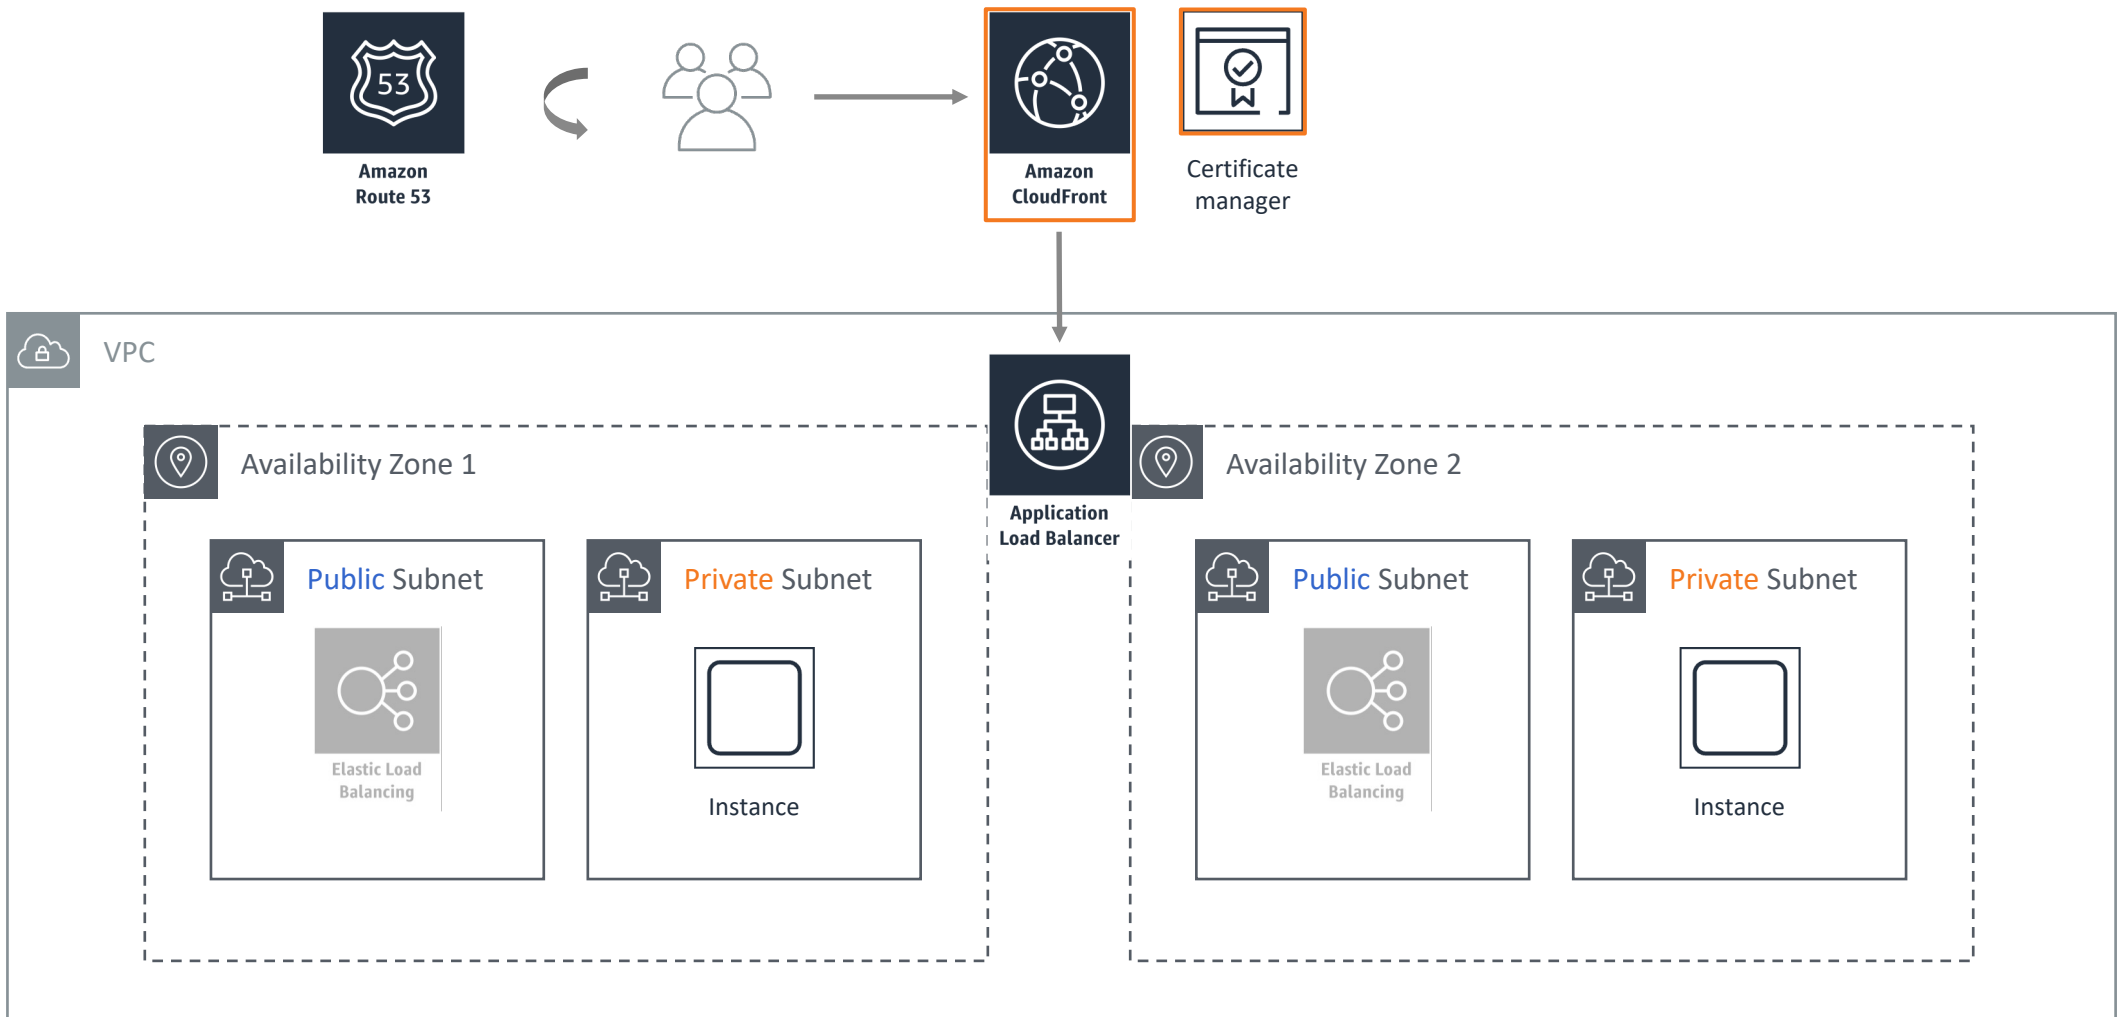 53
Amazon
Route 53
Amazon
CloudFront
Certificate
manager
VPC
Application
Load Balancer
Availability Zone 1
Public Subnet
Elastic Load
Balancing
Private Subnet
Instance
Availability Zone 2
Public Subnet
Elastic Load
Balancing
Private Subnet
Instance